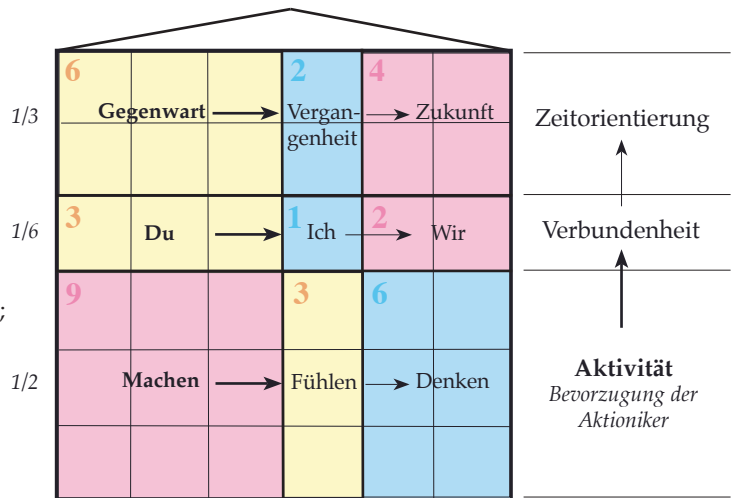 6 2 4
1/3 Gegenwart Vergan- Zukunft Zeitorientierung
genheit
3 1 2
1/6 Du Ich Wir Verbundenheit
9 3 6
;
1/2 Machen Fühlen Denken Aktivität
Bevorzugung der
Aktioniker